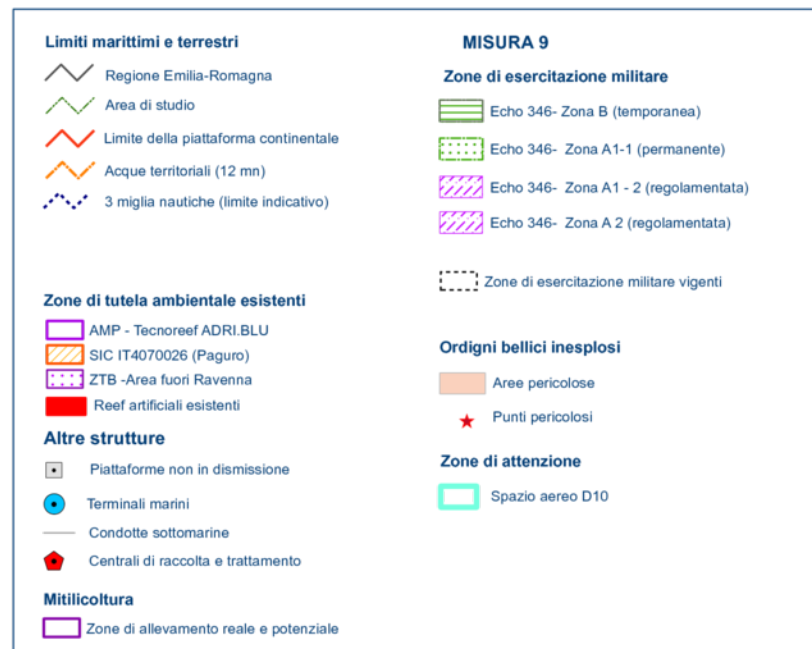 Limiti marittimi e terrestri
Regione Emilia-Romagna
Area di studio
Limite della piattaforma continentale
Acque territoriali (12 mn)
3 miglia nautiche (limite indicativo)
Zone di tutela ambientale esistenti
AMP - Tecnoreef ADRI.BLU
SIC IT4070026 (Paguro)
ZTB -Area fuori Ravenna
Reef artificiali esistenti
Altre strutture
Piattaforme non in dismissione
Terminali marini
Condotte sottomarine
Centrali di raccolta e trattamento
Mitilicoltura
Zone di allevamento reale e potenziale
MISURA 9
Zone di esercitazione militare
Echo 346- Zona B (temporanea)
Echo 346- Zona A1-1 (permanente)
Echo 346- Zona A1 - 2 (regolamentata)
Echo 346- Zona A 2 (regolamentata)
Zone di esercitazione militare vigenti
Ordigni bellici inesplosi
Aree pericolose
Punti pericolosi
Zone di attenzione
Spazio aereo D10